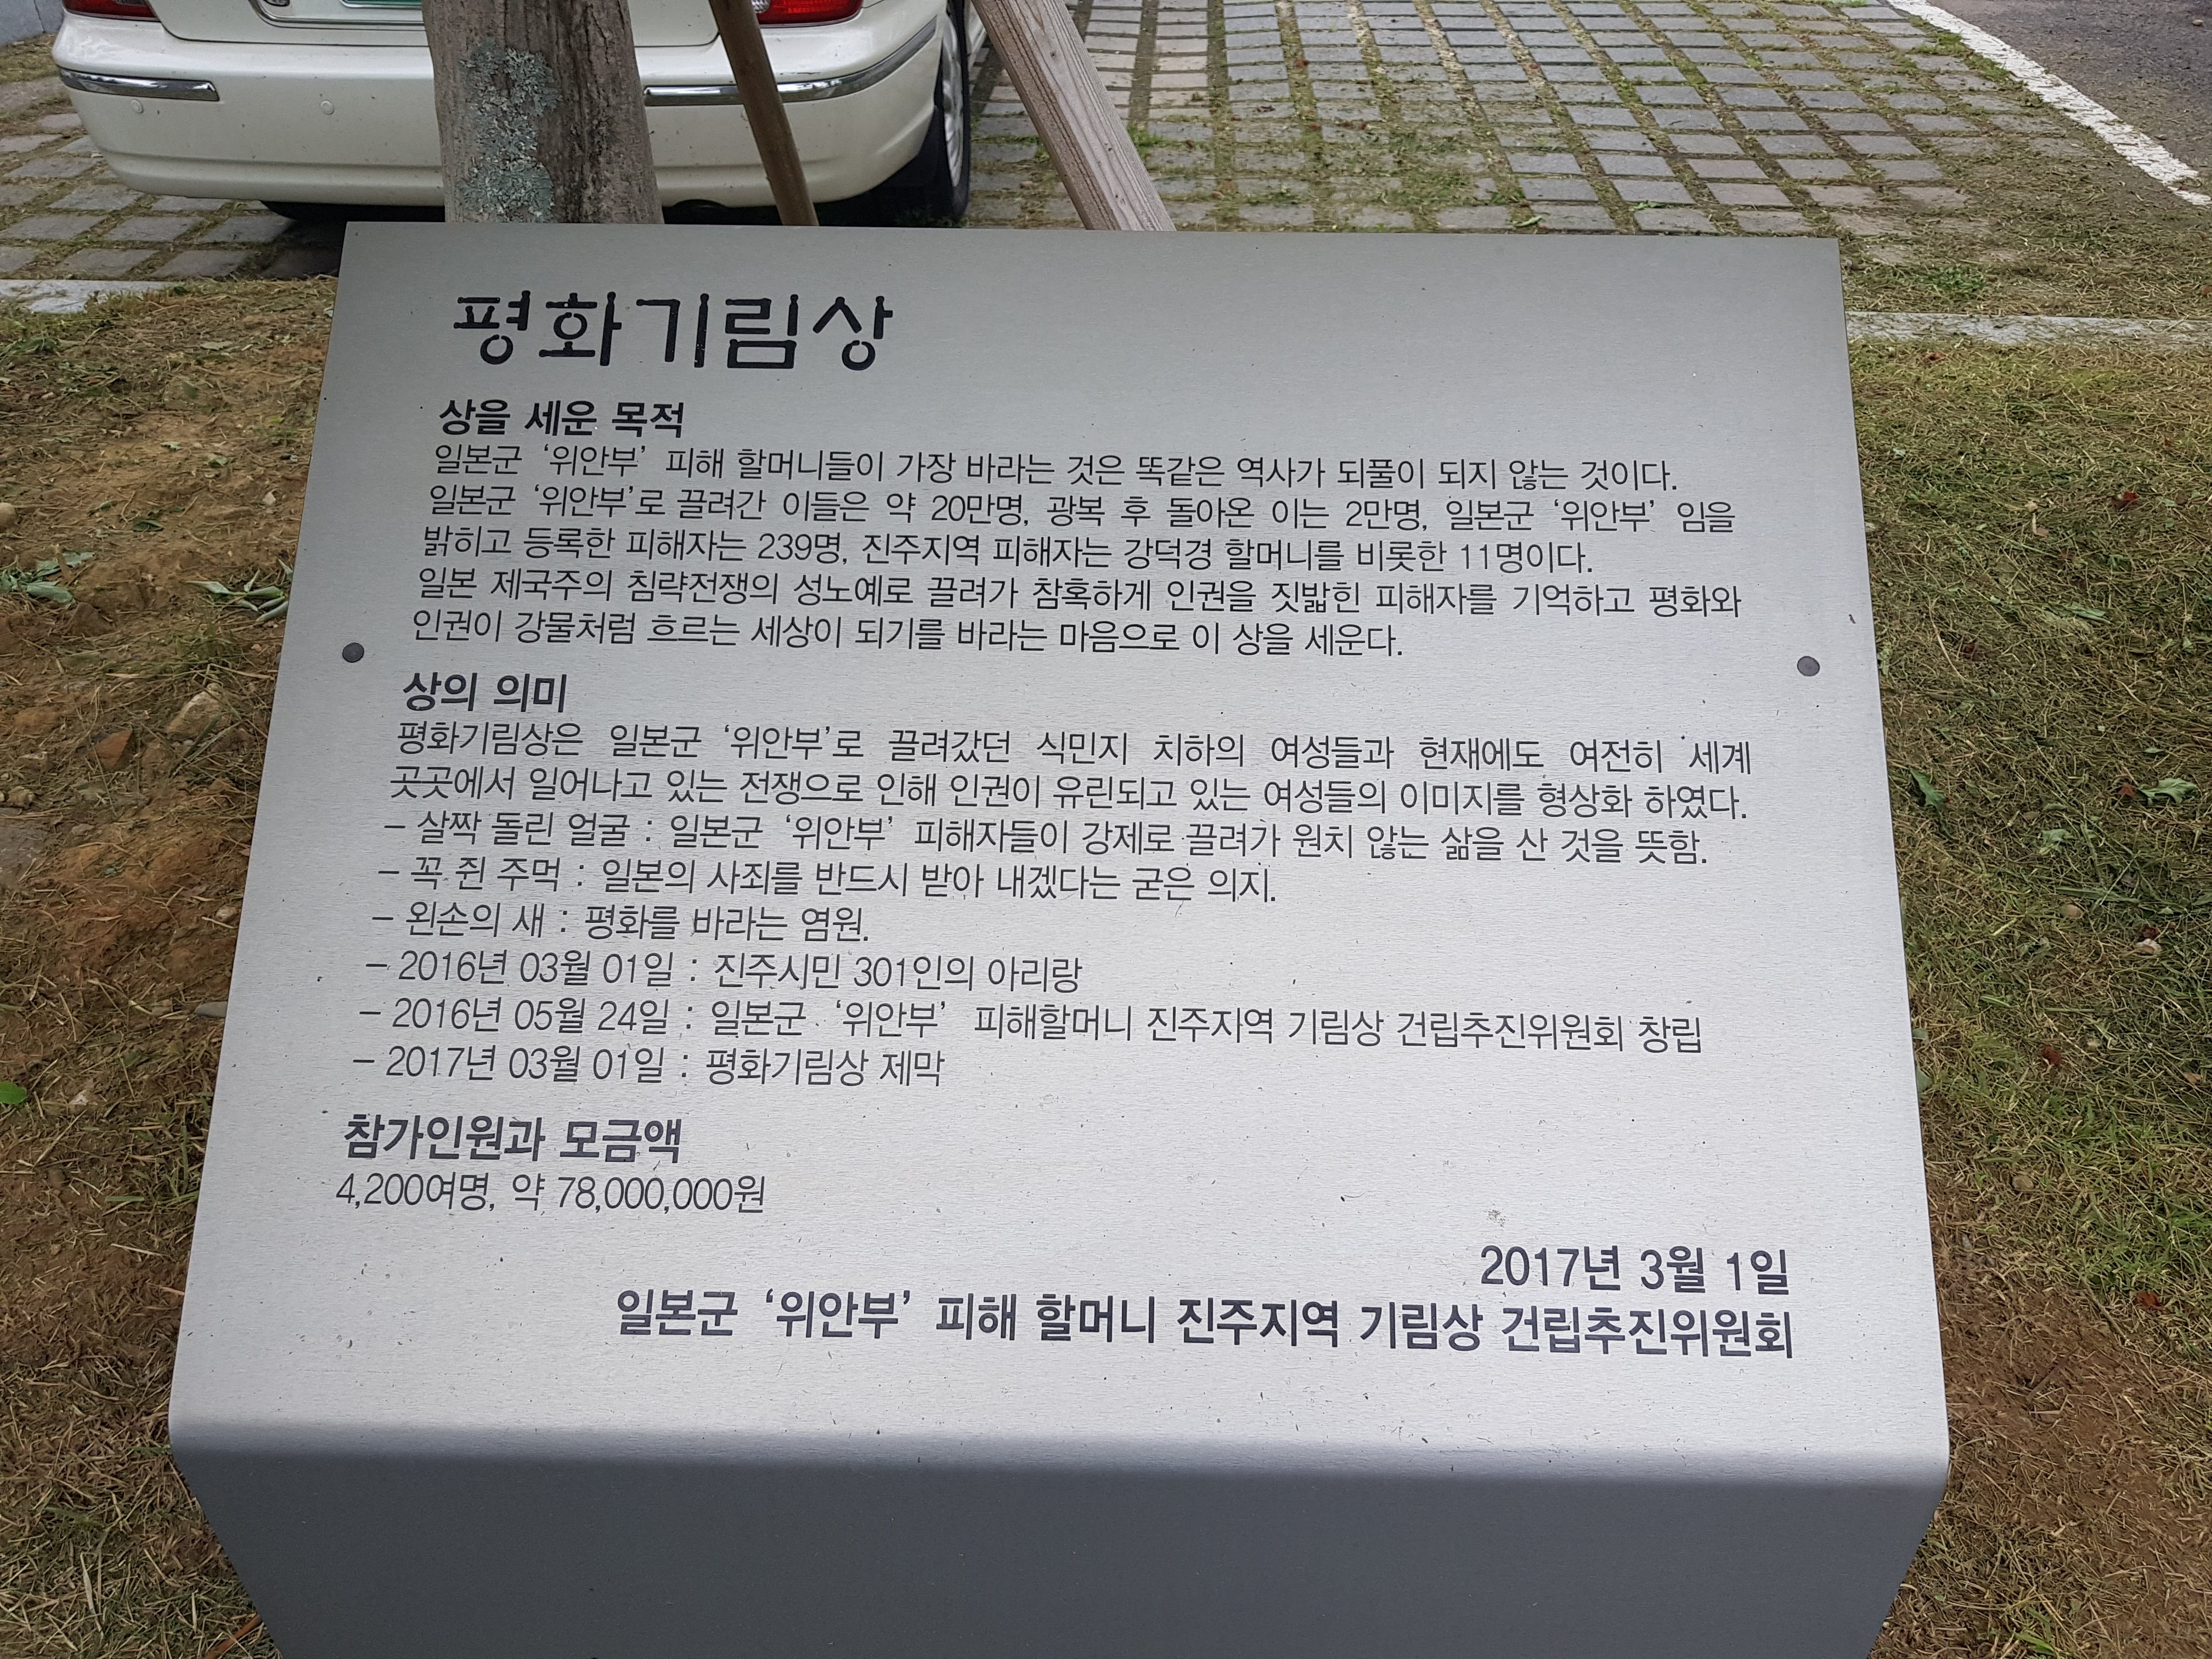 평화기림상
상을 세운 목적
일본군 ‘위안부’ 피해 할머니들이 가장 바라는 것은 똑같은 역사가 되풀이 되지 않는 것이다.
일본군 ‘위안부’로 끌려간 이들은 약 20만명, 광복 후 돌아온 이는 2만명, 일본군 ‘위안부’ 임을
밝히고 등록한 피해자는 239명, 진주지역 피해자는 강덕경 할머니를 비롯한 11명이다.
일본 제국주의 침략전쟁의 성노예로 끌려가 참혹하게 인권을 짓밟힌 피해자를 기억하고 평화와
인권이 강물처럼 흐르는 세상이 되기를 바라는 마음으로 이 상을 세운다.
상의 의미
평화기림상은 일본군 ‘위안부’로 끌려갔던 식민지 치하의 여성들과 현재에도 여전히 세계
곳곳에서 일어나고 있는 전쟁으로 인해 인권이 유린되고 있는 여성들의 이미지를 형상화 하였다.
– 살짝 돌린 얼굴 : 일본군 ‘위안부’ 피해자들이 강제로 끌려가 원치 않는 삶을 산 것을 뜻함.
– 꼭 쥔 주먹 : 일본의 사죄를 반드시 받아 내겠다는 굳은 의지.
– 왼손의 새 : 평화를 바라는 염원.
– 2016년 03월 01일 : 진주시민 301인의 아리랑
– 2016년 05월 24일 : 일본군 ‘위안부’ 피해할머니 진주자역 기림상 건립추진위원회 창립
– 2017년 03월 01일 : 평화기림상 제막
참가인원과 모금액
4,200여명, 약 78,000,000원
2017년 3월 1일
일본군 ‘위안부’ 피해 할머니 진주지역 기림상 건립추진위원회